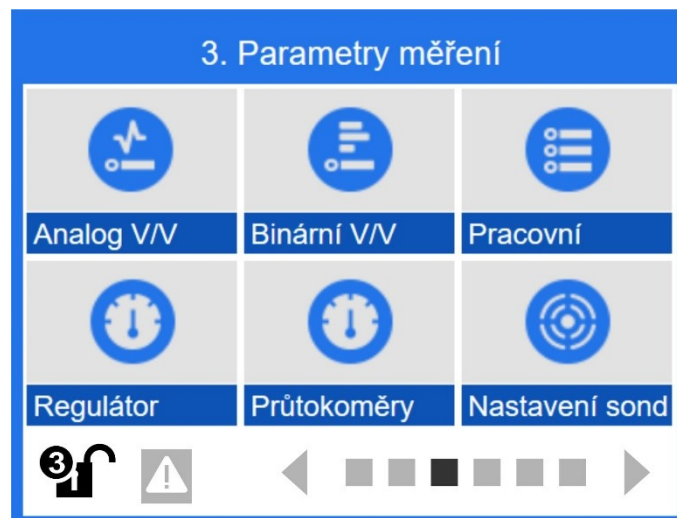 3. Parametry měření
Analog V/V
Binární V/V
Pracovní
Regulátor
Průtokoměry
Nastavení sond
3